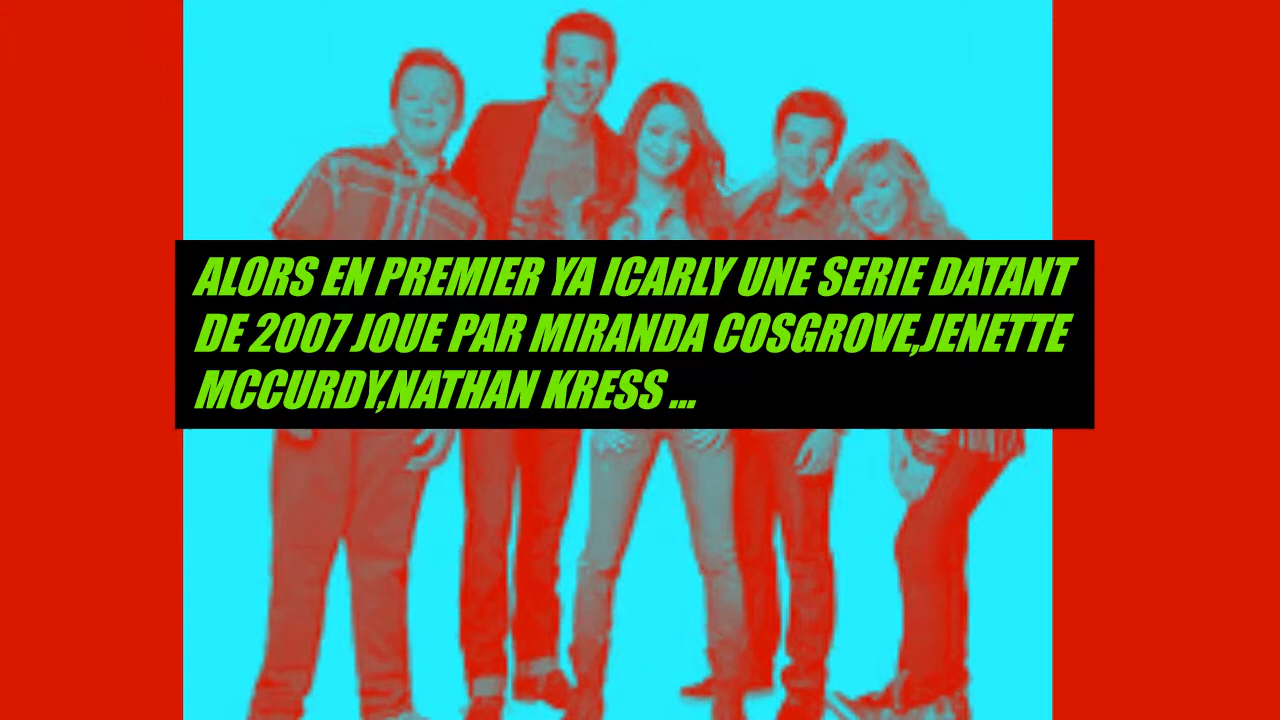 ALORS EN PREMIER YA ICARLY UNE SERIE DATANT
DE 2007 JOUE PAR MIRANDA COSGROVE,JENETTE
MCCURDY,NATHAN KRESS ...